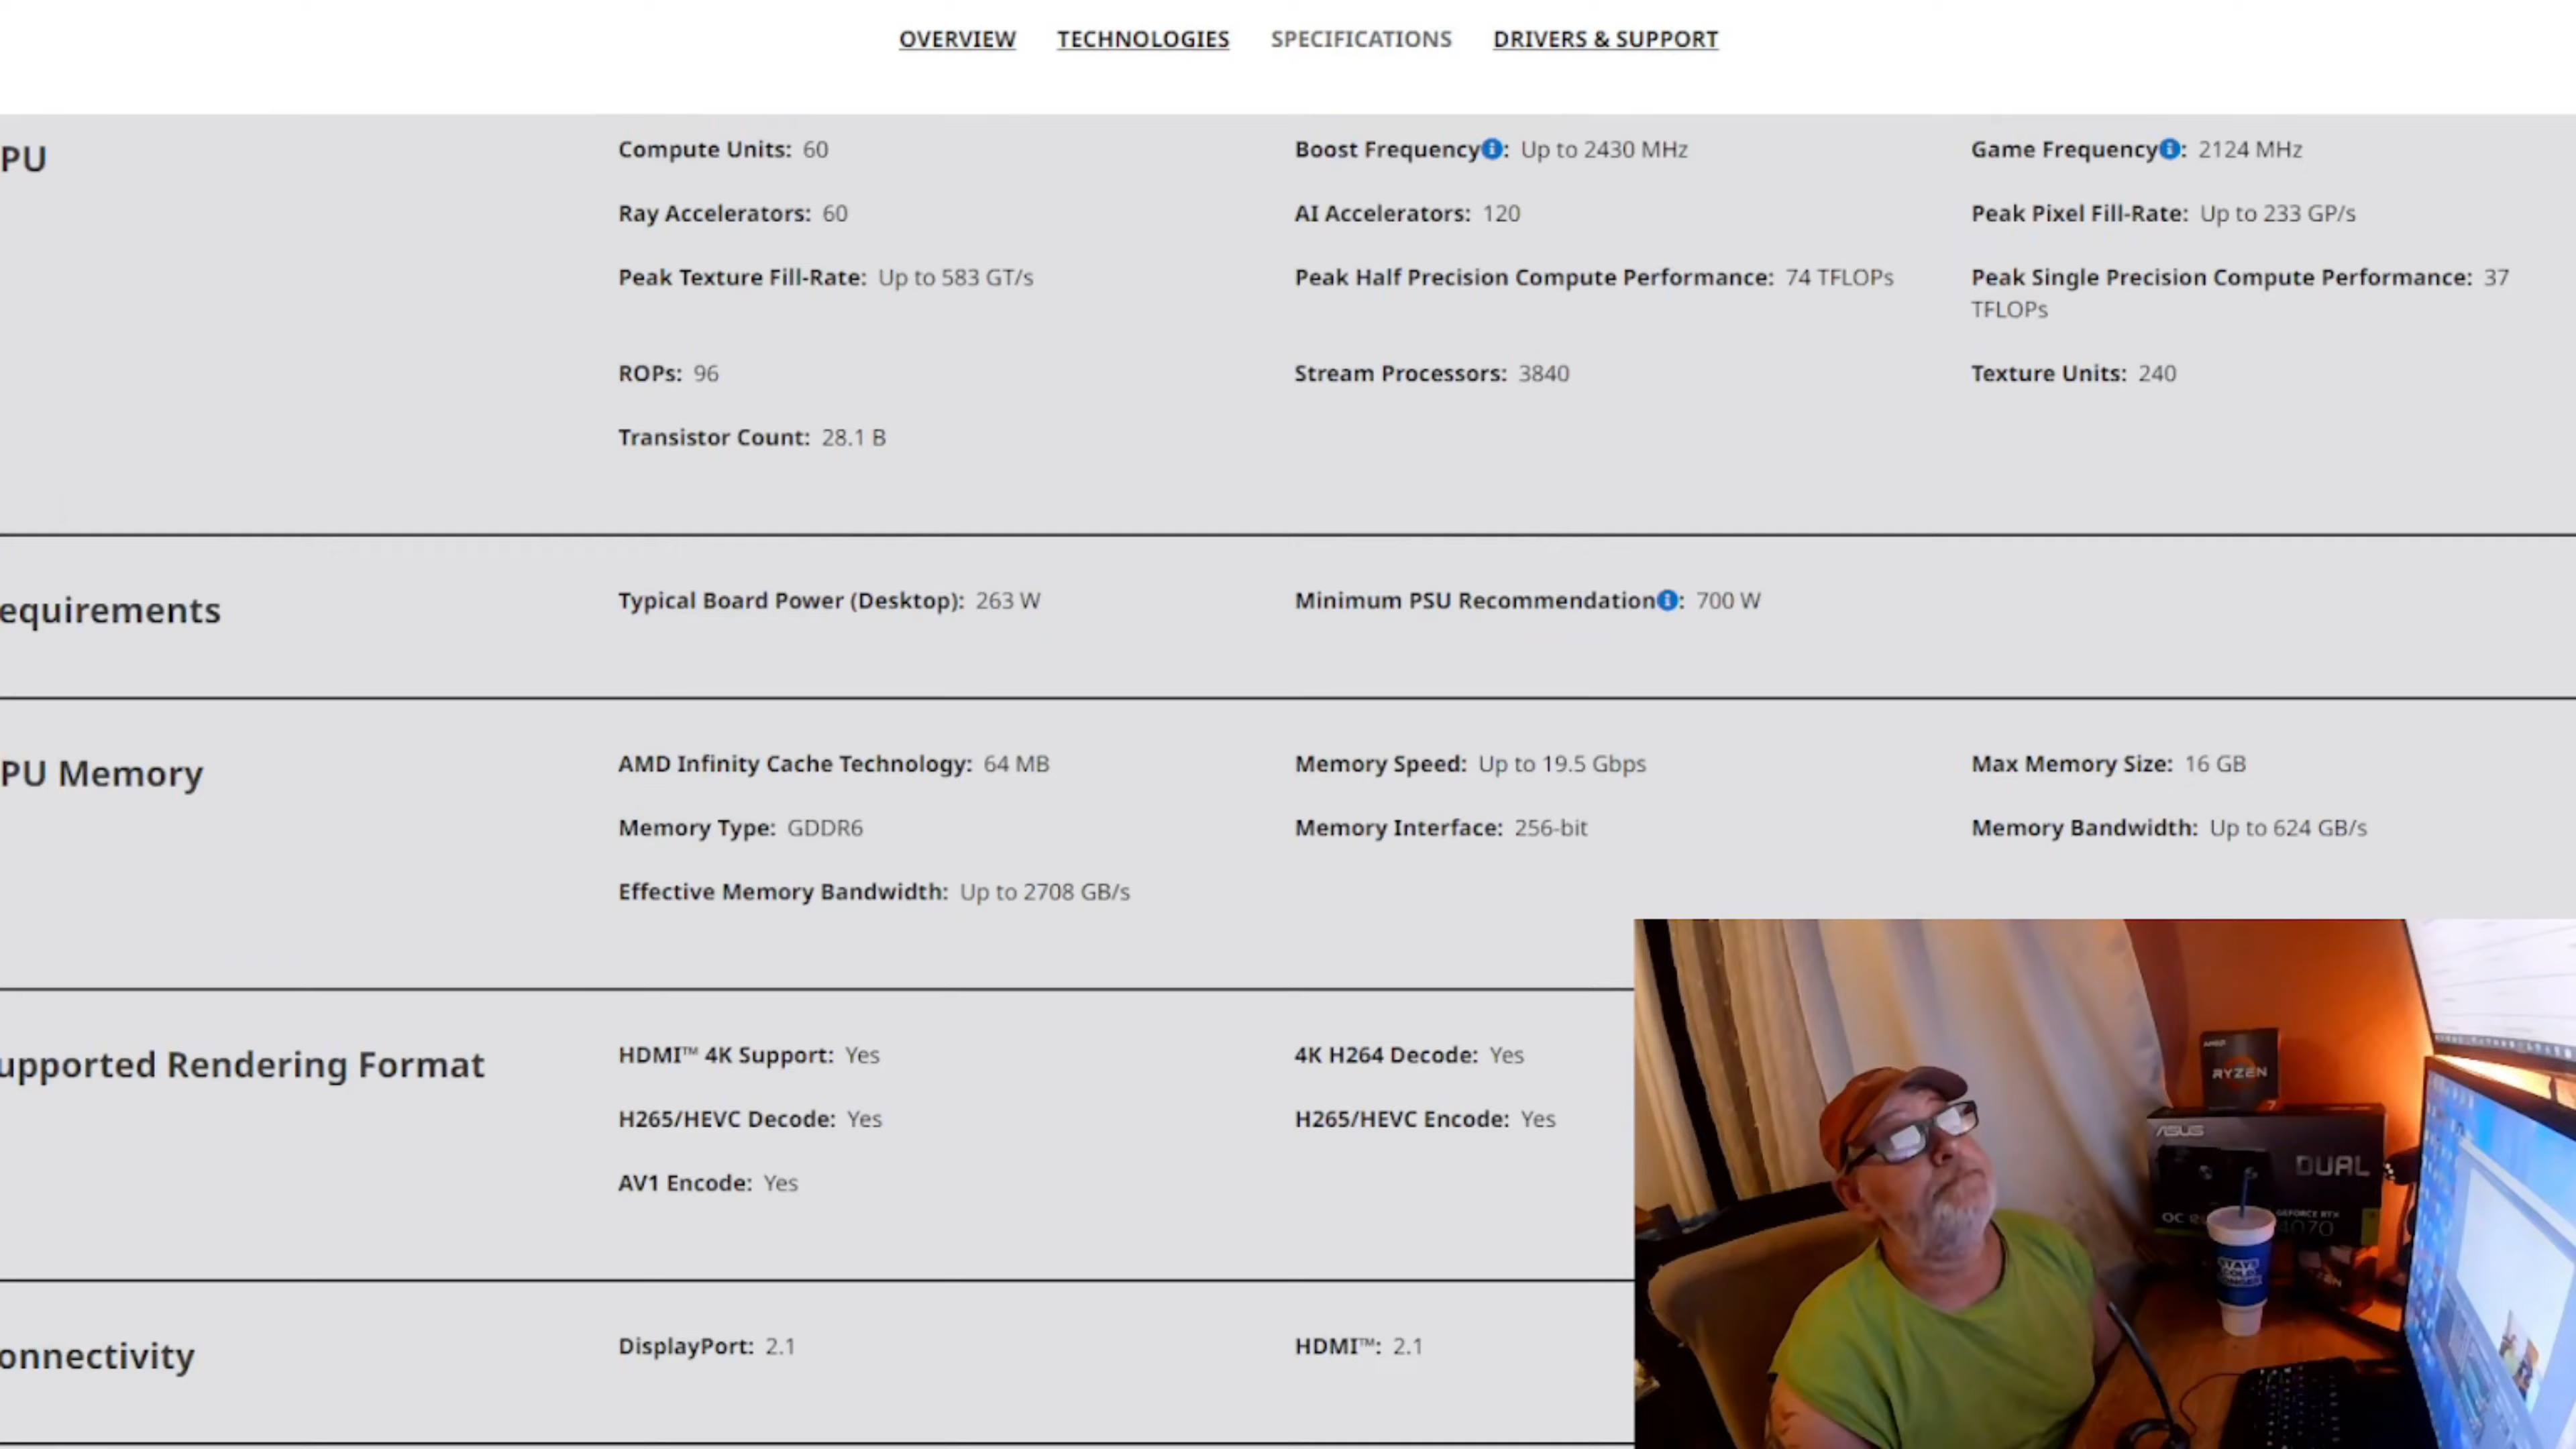 OVERVIEW TECHNOLOGIES SPECIFICATIONS DRIVERS & SUPPORT
PU
Compute Units: 60
Boost Frequency: Up to 2430 MHz
Game Frequency: 2124 MHz
Ray Accelerators: 60
AI Accelerators: 120
Peak Pixel Fill-Rate: Up to 233 GP/s
Peak Texture Fill-Rate: Up to 583 GT/s
Peak Half Precision Compute Performance: 74 TFLOPs
Peak Single Precision Compute Performance: 37
TFLOPs
ROPs: 96
Stream Processors: 3840
Texture Units: 240
Transistor Count: 28.1 B
equirements
Typical Board Power (Desktop): 263 W
Minimum PSU Recommendation: 700 W
PU Memory
AMD Infinity Cache Technology: 64 MB
Memory Speed: Up to 19.5 Gbps
Max Memory Size: 16 GB
Memory Type: GDDR6
Memory Interface: 256-bit
Memory Bandwidth: Up to 624 GB/s
Effective Memory Bandwidth: Up to 2708 GB/s
upported Rendering Format
HDMI™ 4K Support: Yes
4K H264 Decode: Yes
H265/HEVC Decode: Yes
H265/HEVC Encode: Yes
AV1 Encode: Yes
onnectivity
DisplayPort: 2.1
HDMI™: 2.1
AMD
RYZEN
ASUS
DUAL
OC
GEFORCE RTX
4070